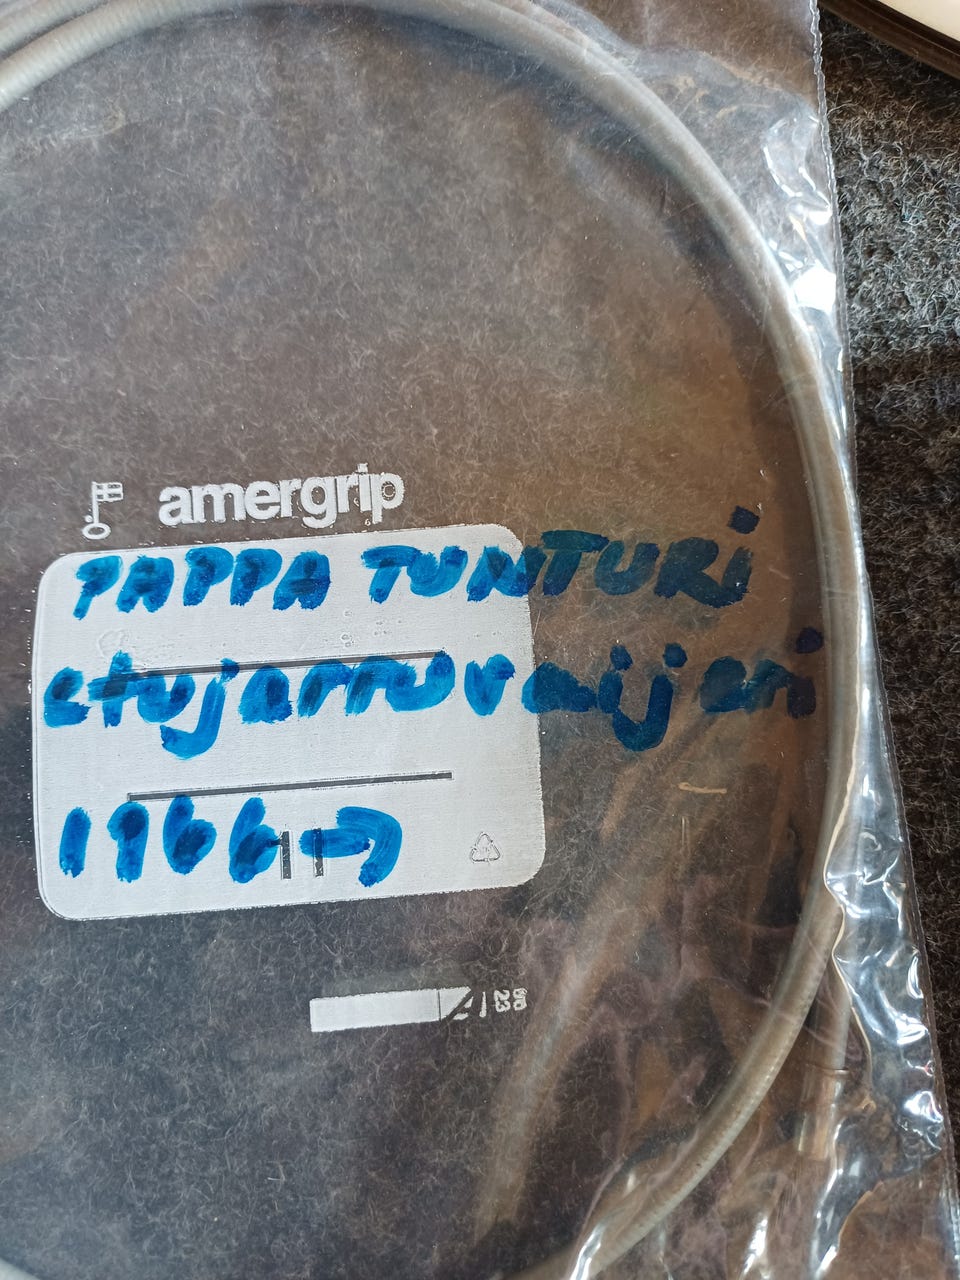 amergrip
PAPPA TUNTURi
etujarruvaijeri
1966->